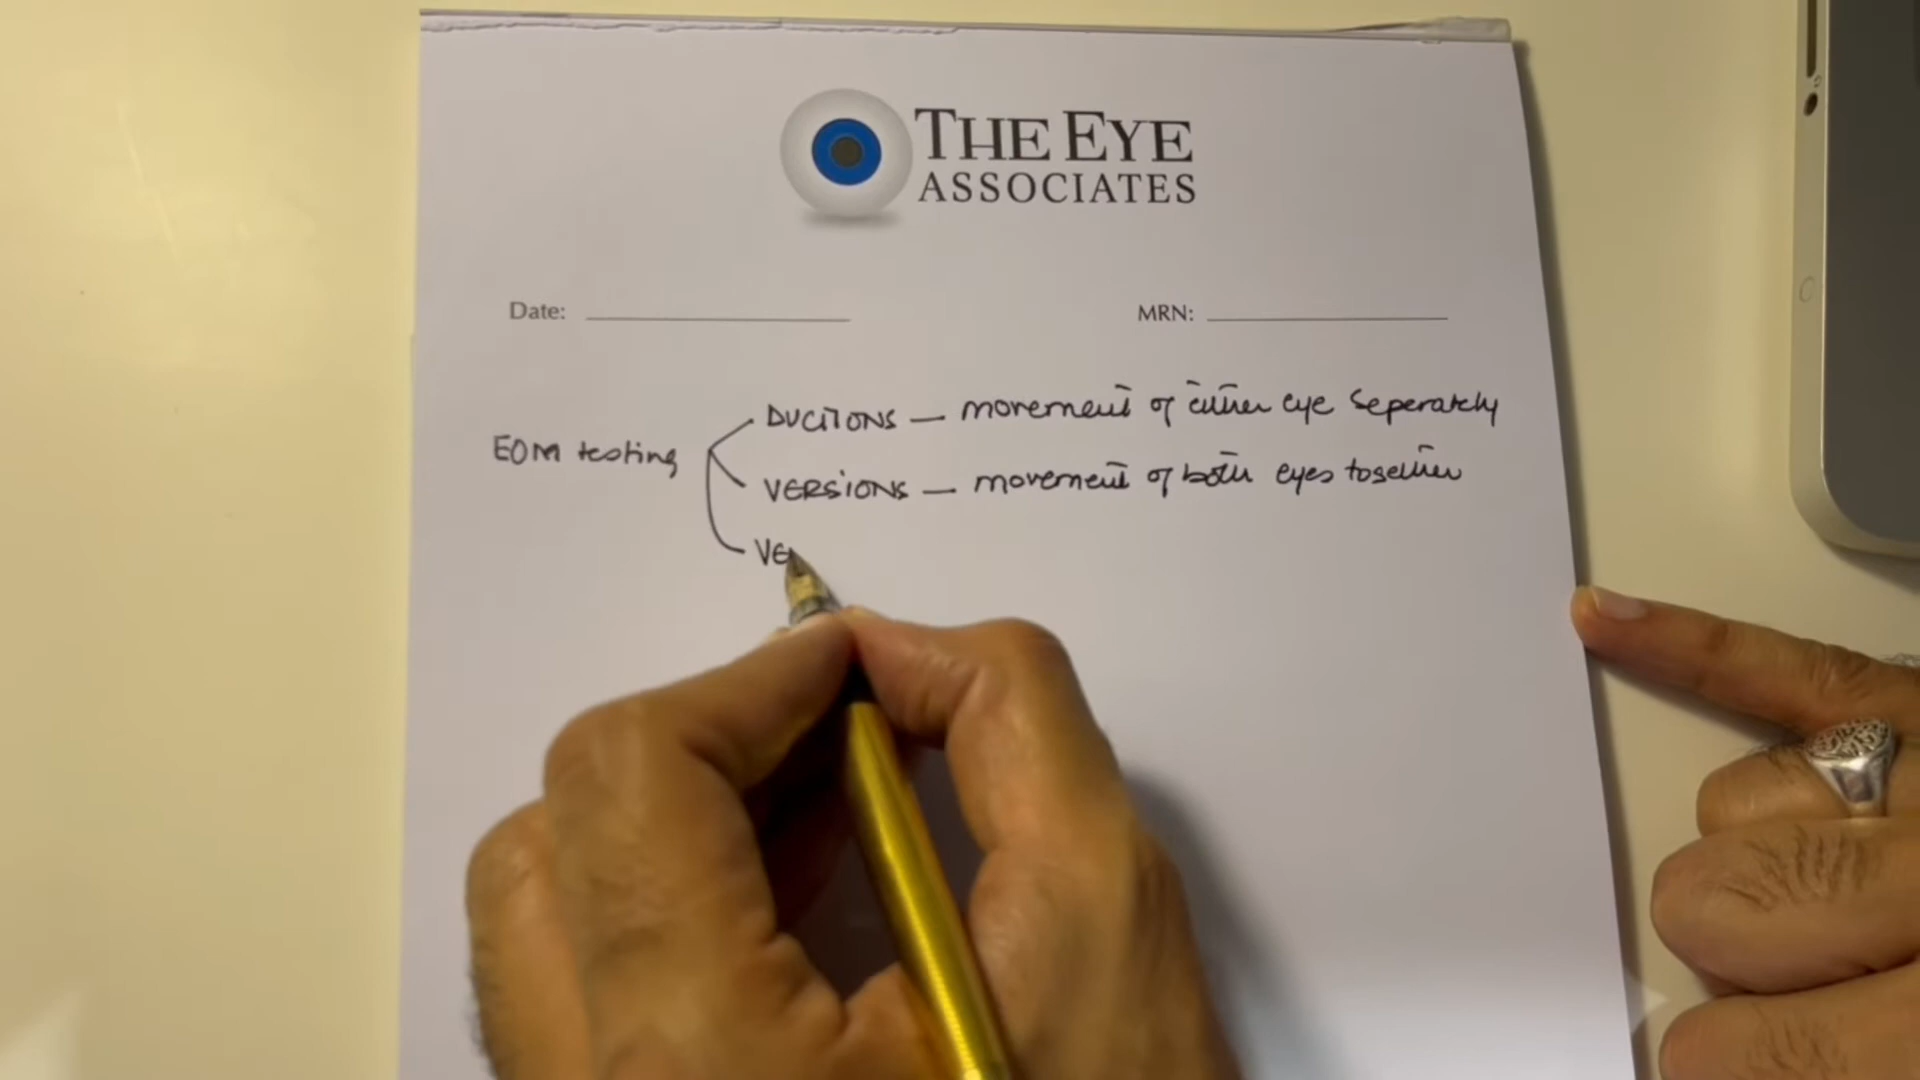 THE EYE
ASSOCIATES
Date: MRN:
DUCTIONS — movement of either eye seperately
EOM testing
VERSIONS — movement of both eyes together
VE